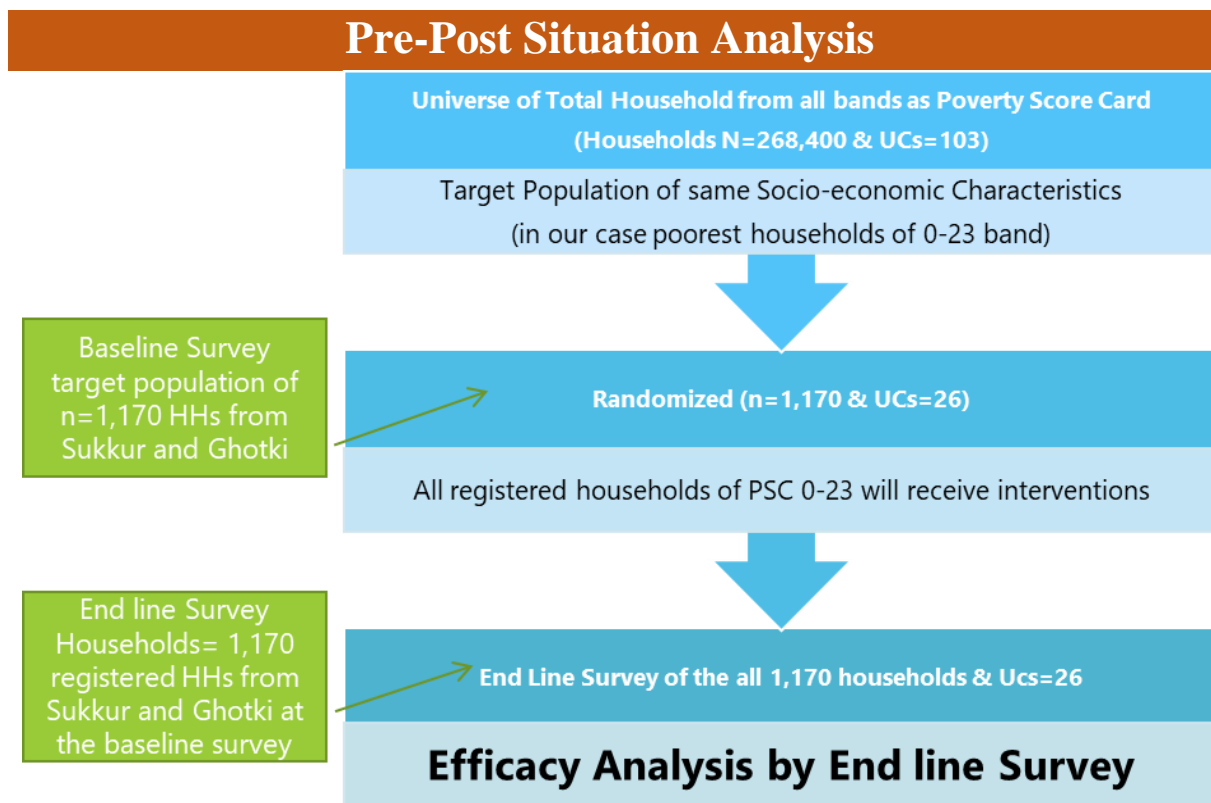 Pre-Post Situation Analysis
Universe of Total Household from all bands as Poverty Score Card
(Households N=268,400 & UCs=103)
Target Population of same Socio-economic Characteristics
(in our case poorest households of 0-23 band)
Baseline Survey
target population of
n=1,170 HHs from
Sukkur and Ghotki
Randomized (n=1,170 & UCs=26)
All registered households of PSC 0-23 will receive interventions
End line Survey
Households= 1,170
registered HHs from
Sukkur and Ghotki at
the baseline survey
End Line Survey of the all 1,170 households & Ucs=26
Efficacy Analysis by End line Survey